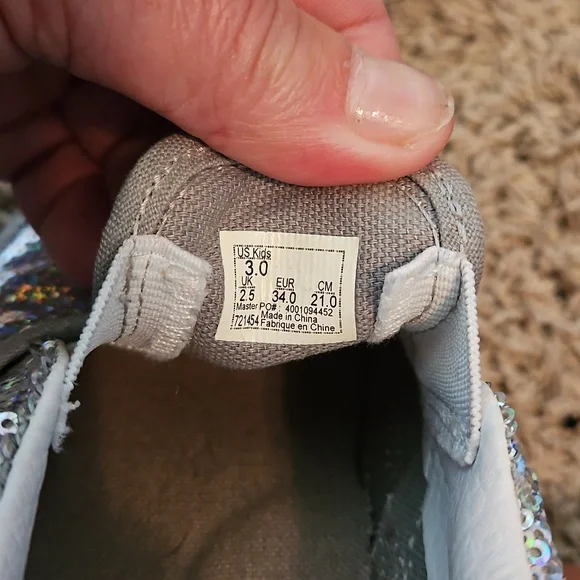 US Kids
3.0
UK EUR CM
2.5 34.0 21.0
Master PO#: 4001094452
721454 Made in China
Fabrique en Chine